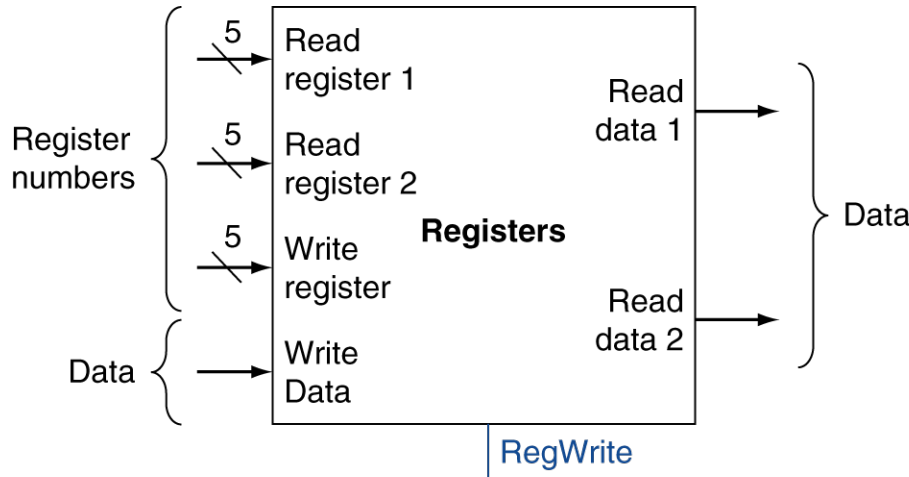 5
Read
register 1
5
Read
register 2
5
Write
register
Write
Data
Register
numbers
Data
Registers
Read
data 1
Read
data 2
Data
RegWrite